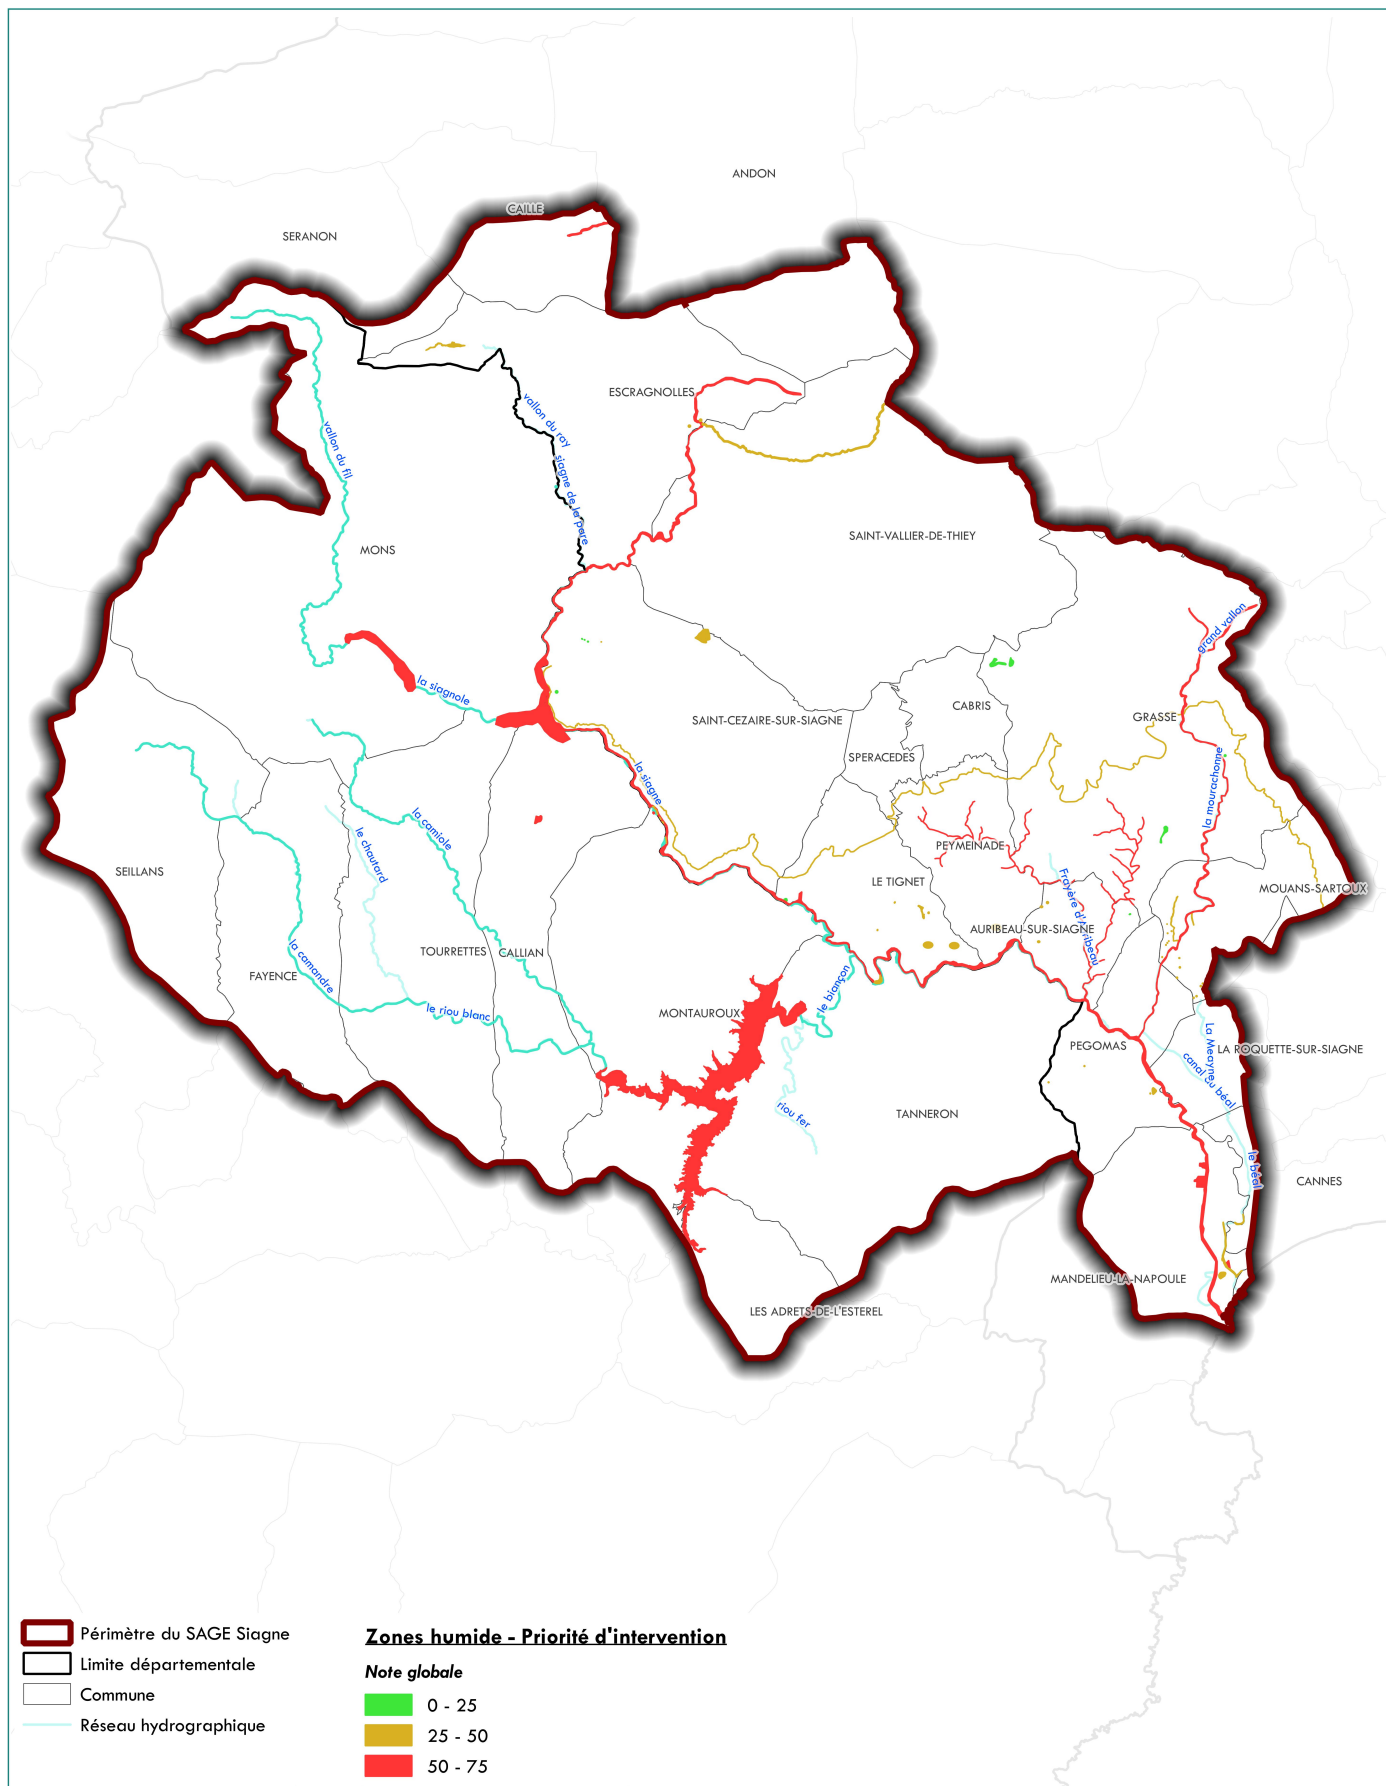 ANDON
CAILLE
SERANON
ESCRAGNOLLES
vallon du ray
vallon du fil
siagne de la pare
SAINT-VALLIER-DE-THIEY
MONS
grand vallon
la siagnole
CABRIS
GRASSE
SAINT-CEZAIRE-SUR-SIAGNE
SPERACEDES
la siagne
la mourachonne
la camiole
le chautard
PEYMEINADE
SEILLANS
LE TIGNET
MOUANS-SARTOUX
Frayère d'Auribeau
AURIBEAU-SUR-SIAGNE
TOURRETTES
CALLIAN
la camandre
FAYENCE
le biançon
le riou blanc
MONTAUROUX
PEGOMAS
La Meayne
LA ROQUETTE-SUR-SIAGNE
canal du béal
riou fer
TANNERON
le béal
CANNES
MANDELIEU-LA-NAPOULE
LES ADRETS-DE-L'ESTEREL
Périmètre du SAGE Siagne
Limite départementale
Commune
Réseau hydrographique
Zones humide - Priorité d'intervention
Note globale
0 - 25
25 - 50
50 - 75